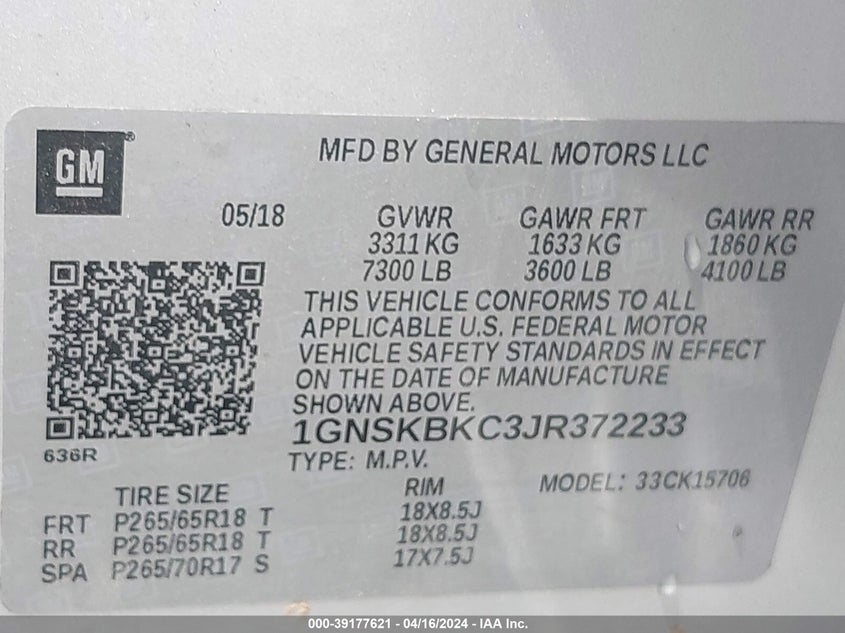 GM
MFD BY GENERAL MOTORS LLC
05/18 GVWR GAWR FRT GAWR RR
3311 KG 1633 KG 1860 KG
7300 LB 3600 LB 4100 LB
THIS VEHICLE CONFORMS TO ALL
APPLICABLE U.S. FEDERAL MOTOR
VEHICLE SAFETY STANDARDS IN EFFECT
ON THE DATE OF MANUFACTURE
SHOWN ABOVE.
1GNSKBKC3JR372233
636R
TYPE: M.P.V.
TIRE SIZE RIM MODEL: 33CK15706
FRT P265/65R18 T 18X8.5J
RR P265/65R18 T 18X8.5J
SPA P265/70R17 S 17X7.5J
000-39177621 - 04/16/2024 - IAA Inc.